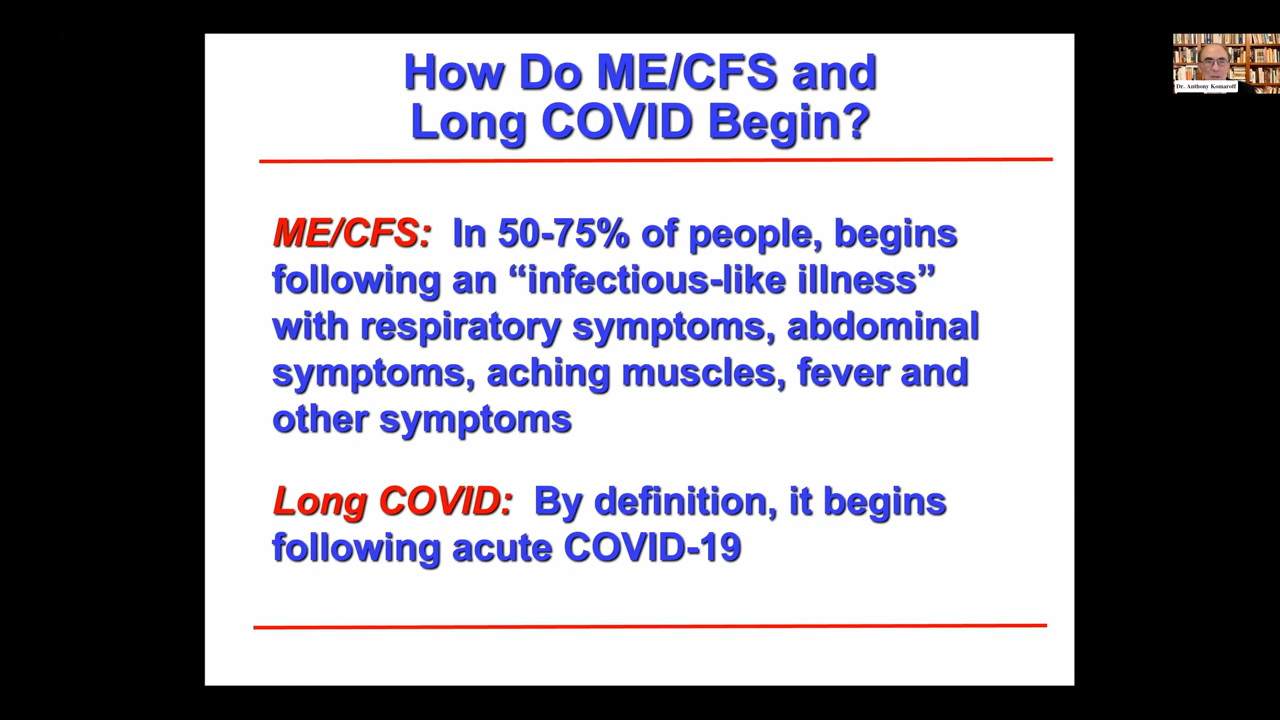 How Do ME/CFS and
Long COVID Begin?
ME/CFS: In 50-75% of people, begins
following an “infectious-like illness”
with respiratory symptoms, abdominal
symptoms, aching muscles, fever and
other symptoms
Long COVID: By definition, it begins
following acute COVID-19
Dr. Anthony Komaroff